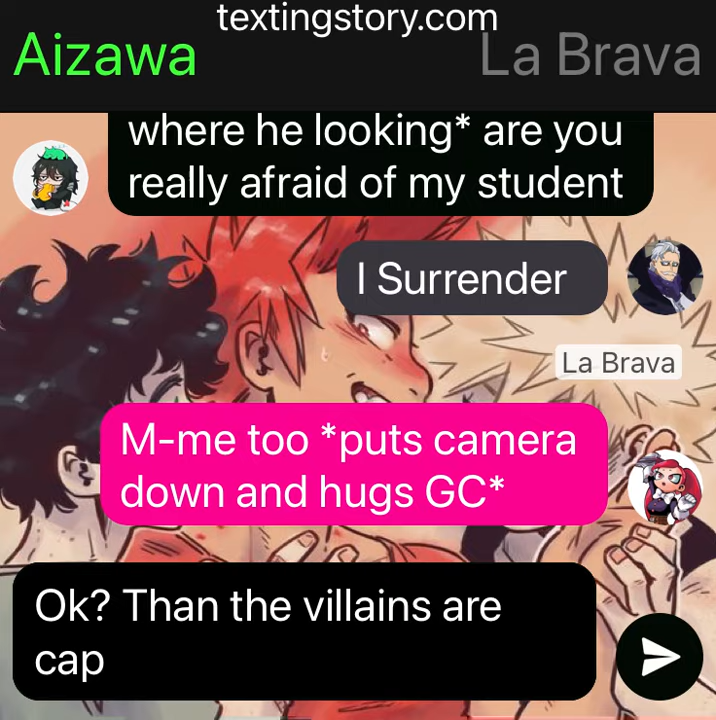 textingstory.com
Aizawa
La Brava
where he looking* are you
really afraid of my student
I Surrender
La Brava
M-me too *puts camera
down and hugs GC*
Ok? Than the villains are
cap